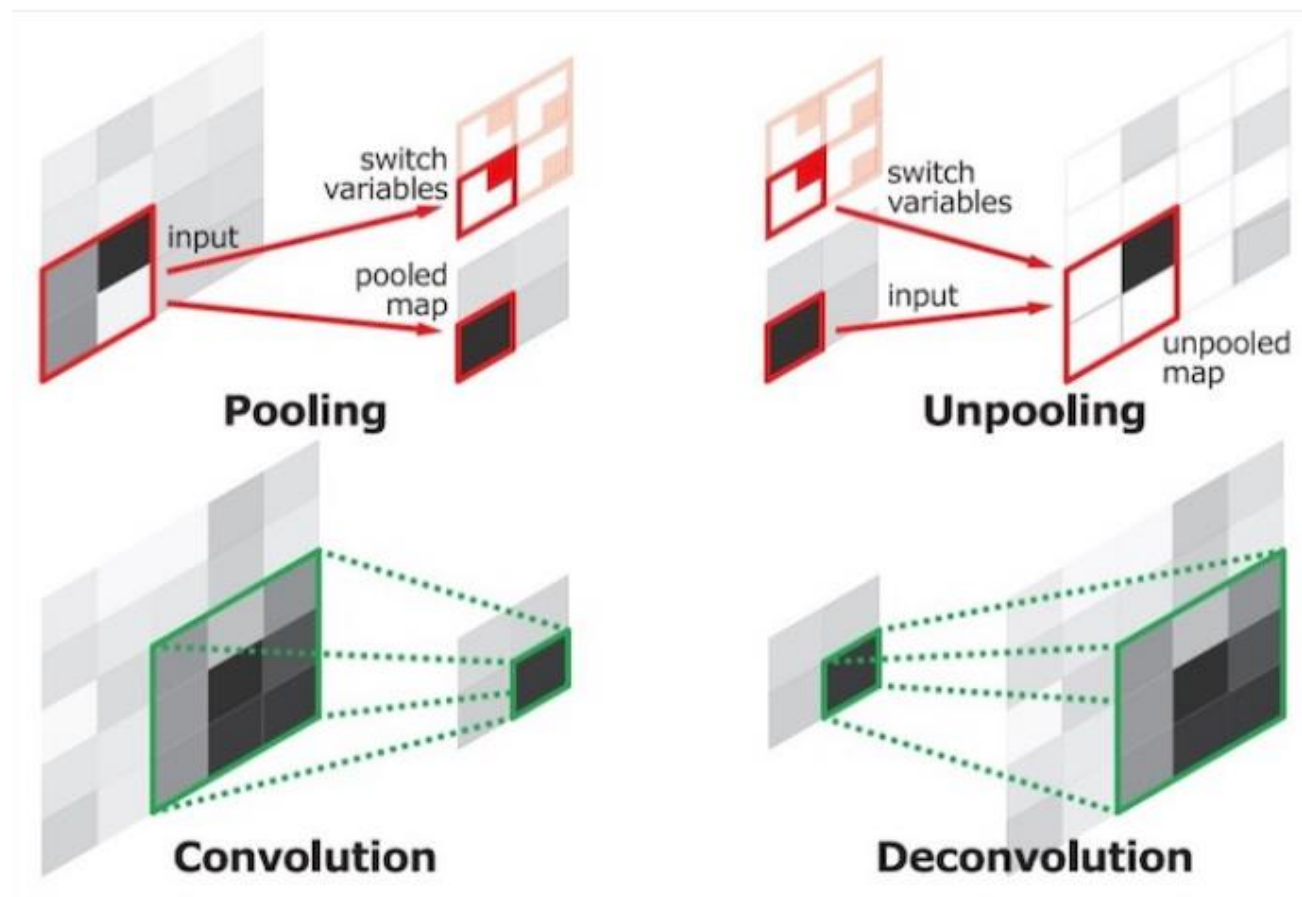 switch
variables
input
pooled
map
Pooling
switch
variables
input
unpooled
map
Unpooling
Convolution
Deconvolution